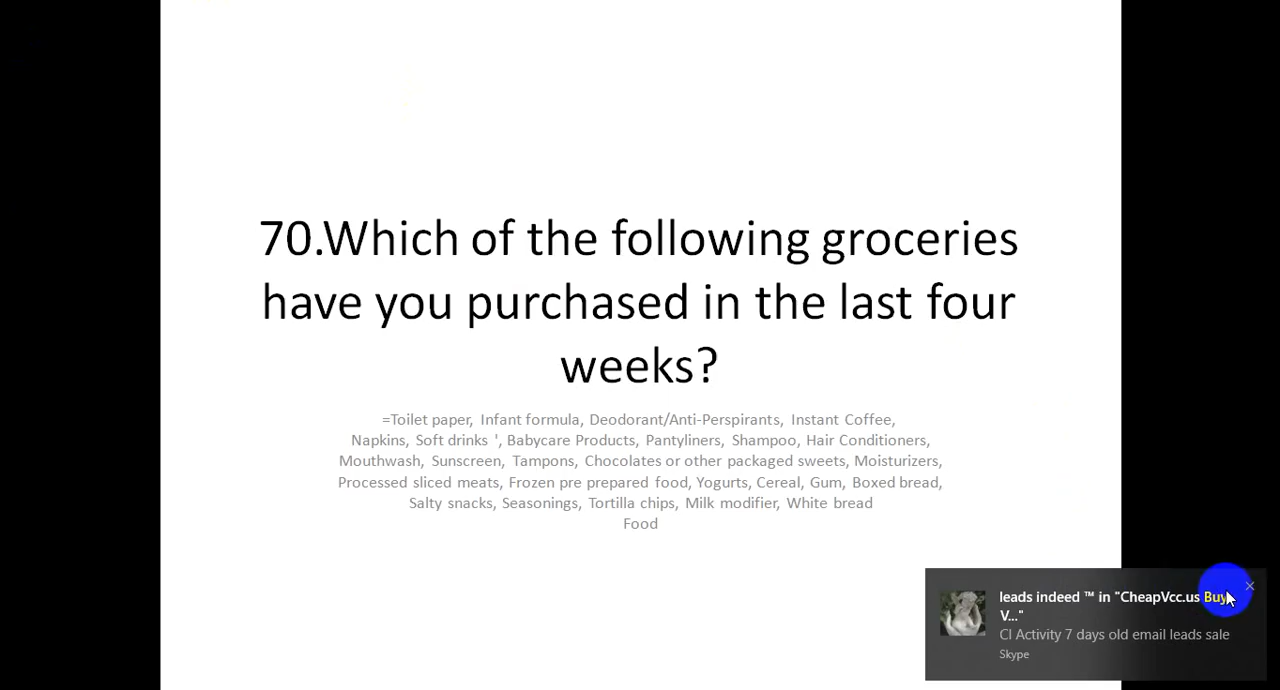 70.Which of the following groceries
have you purchased in the last four
weeks?
=Toilet paper, Infant formula, Deodorant/Anti-Perspirants, Instant Coffee,
Napkins, Soft drinks ', Babycare Products, Pantyliners, Shampoo, Hair Conditioners,
Mouthwash, Sunscreen, Tampons, Chocolates or other packaged sweets, Moisturizers,
Processed sliced meats, Frozen pre prepared food, Yogurts, Cereal, Gum, Boxed bread,
Salty snacks, Seasonings, Tortilla chips, Milk modifier, White bread
Food
leads indeed ™ in "CheapVcc.us Buy
V..."
CI Activity 7 days old email leads sale
Skype